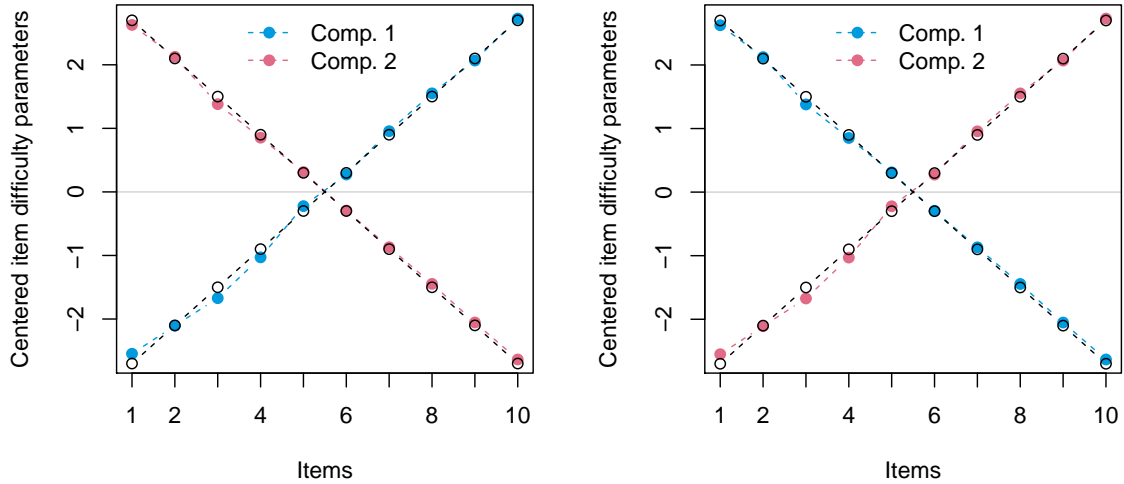 Centered item difficulty parameters
2
1
0
−1
−2
Comp. 1
Comp. 2
1 2 4 6 8 10
Items
Centered item difficulty parameters
2
1
0
−1
−2
Comp. 1
Comp. 2
1 2 4 6 8 10
Items